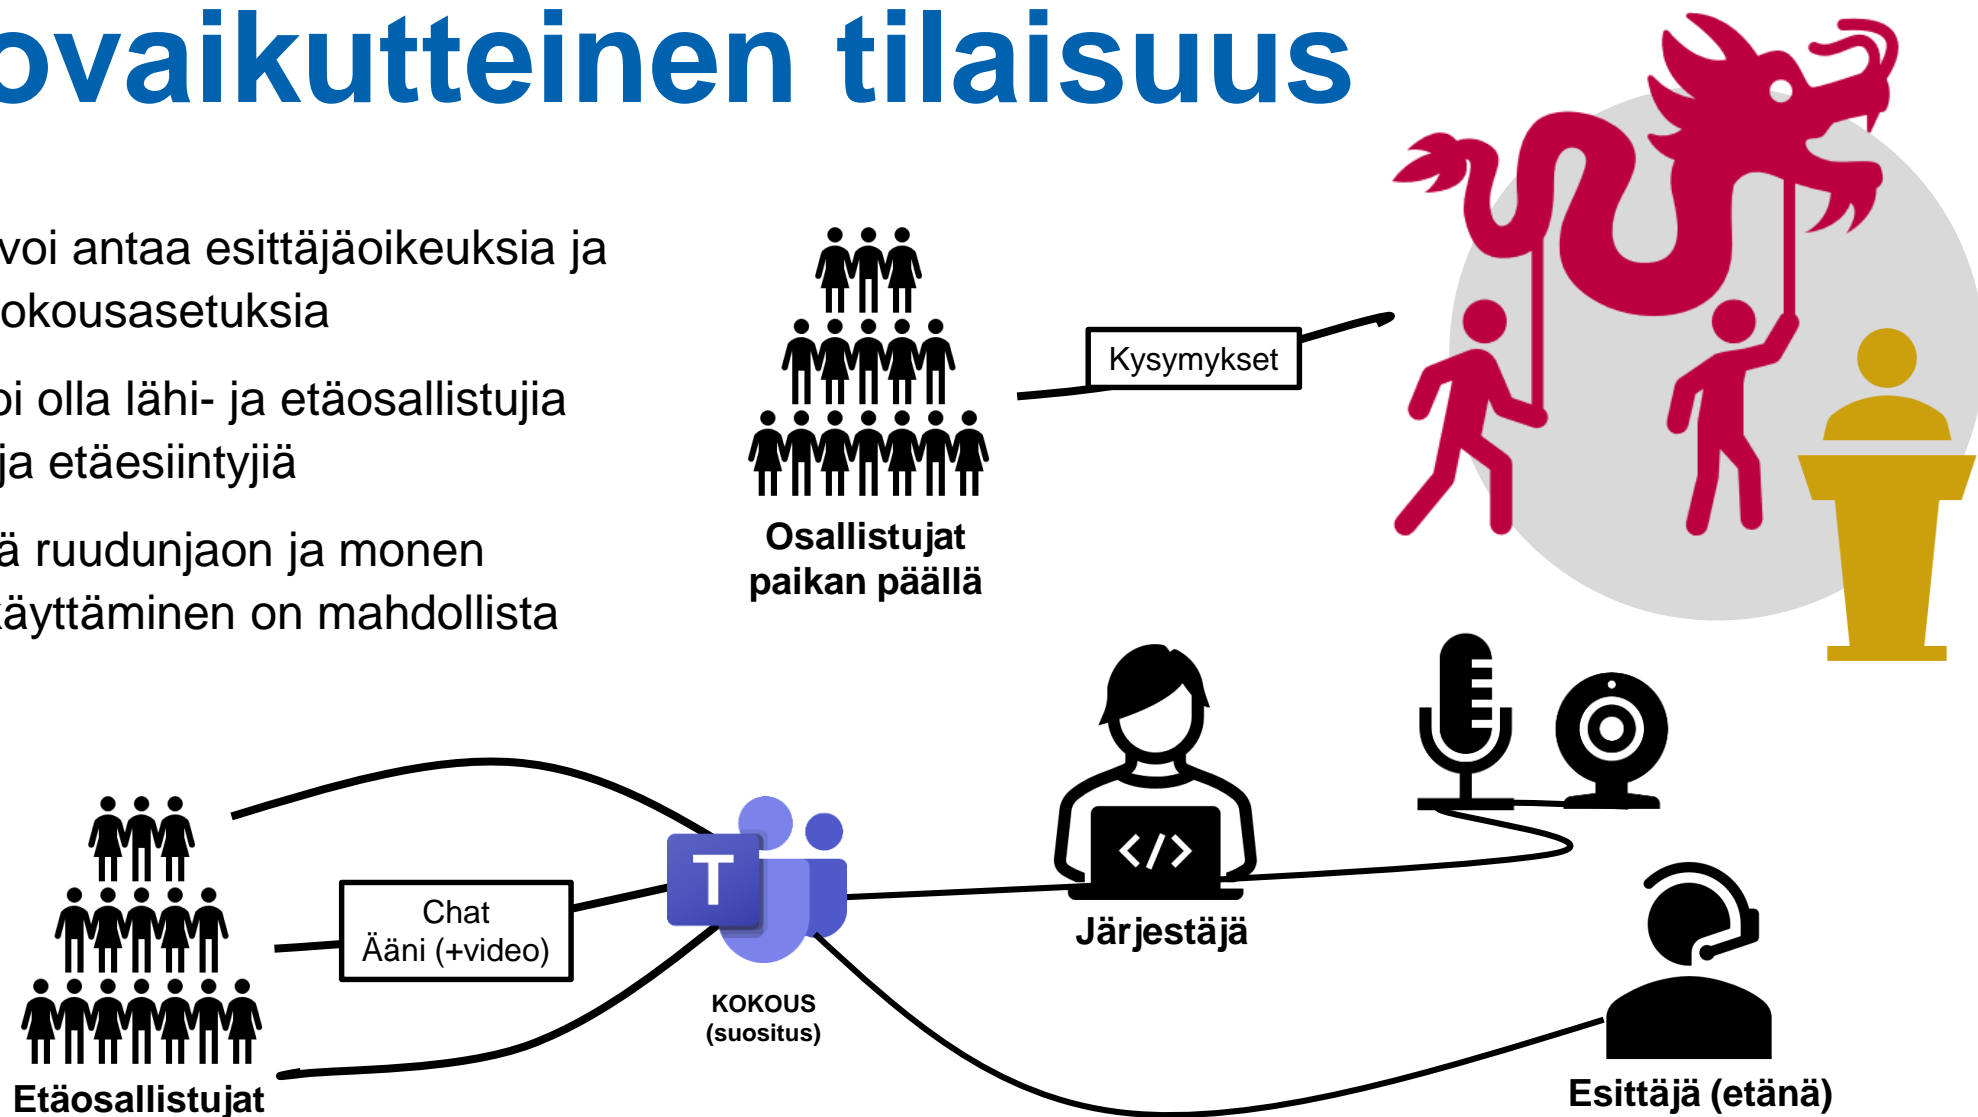 ovaikutteinen tilaisuus
voi antaa esittäjäoikeuksia ja
okousasetuksia
oi olla lähi- ja etäosallistujia
ja etäesiintyjiä
ä ruudunjaon ja monen
käyttäminen on mahdollista
Kysymykset
Osallistujat
paikan päällä
Chat
Ääni (+video)
T
</>
Järjestäjä
KOKOUS
(suositus)
Etäosallistujat
Esittäjä (etänä)